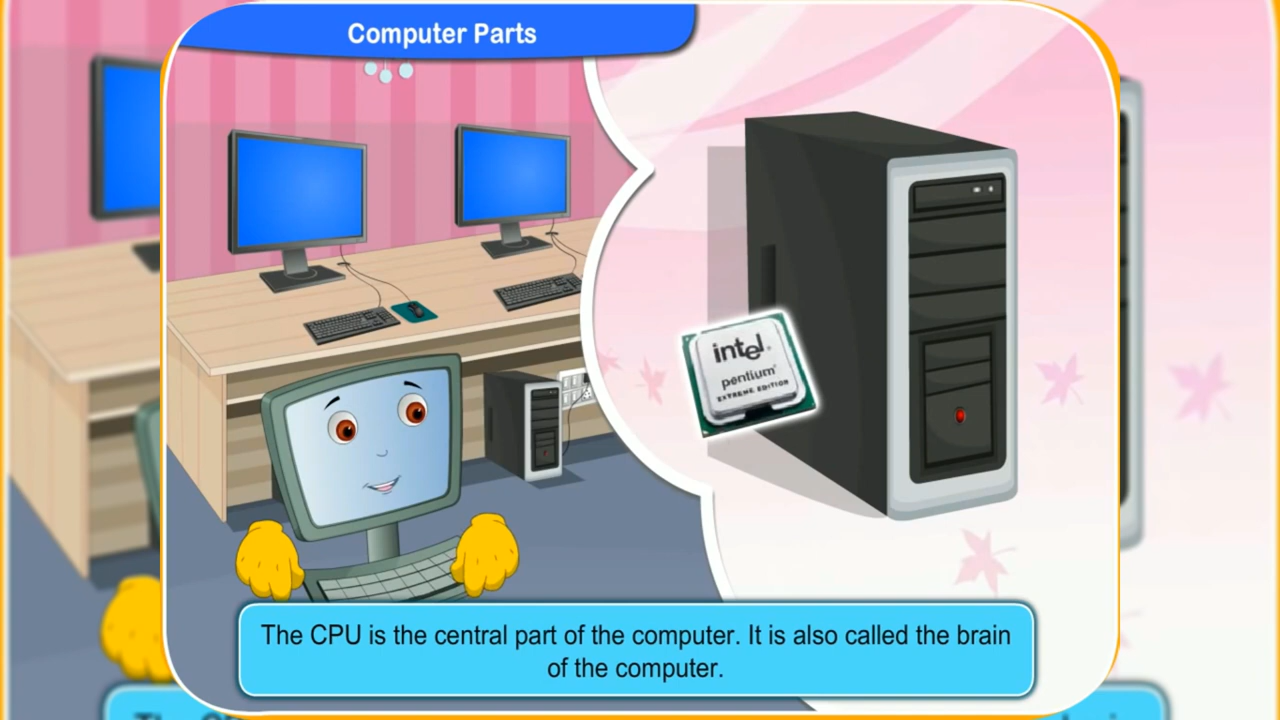 Computer Parts
intel
pentium
EXTREME EDITION
The CPU is the central part of the computer. It is also called the brain
of the computer.